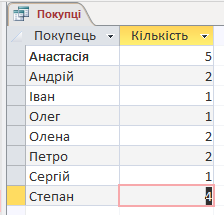 Покупці
Покупець Кількість
Анастасія 5
Андрій 2
Іван 1
Олег 1
Олена 2
Петро 2
Сергій 1
Степан 4